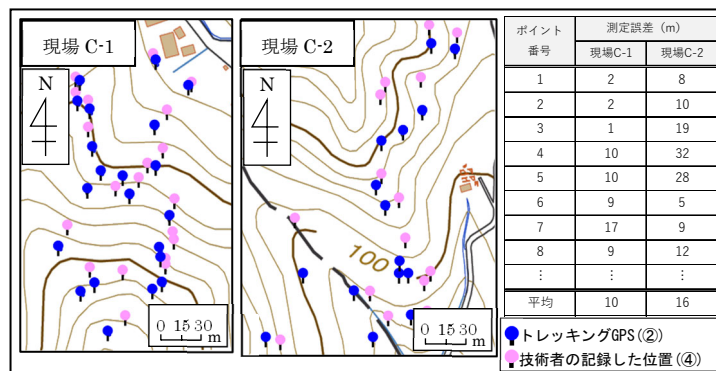 現場 C-1
N
0 15 30
m
現場 C-2
N
100
0 15 30
m
ポイント
番号
測定誤差（m）
現場C-1 現場C-2
1 2 8
2 2 10
3 1 19
4 10 32
5 10 28
6 9 5
7 17 9
8 9 12
⋮ ⋮ ⋮
平均 10 16
トレッキングGPS(②)
技術者の記録した位置(④)